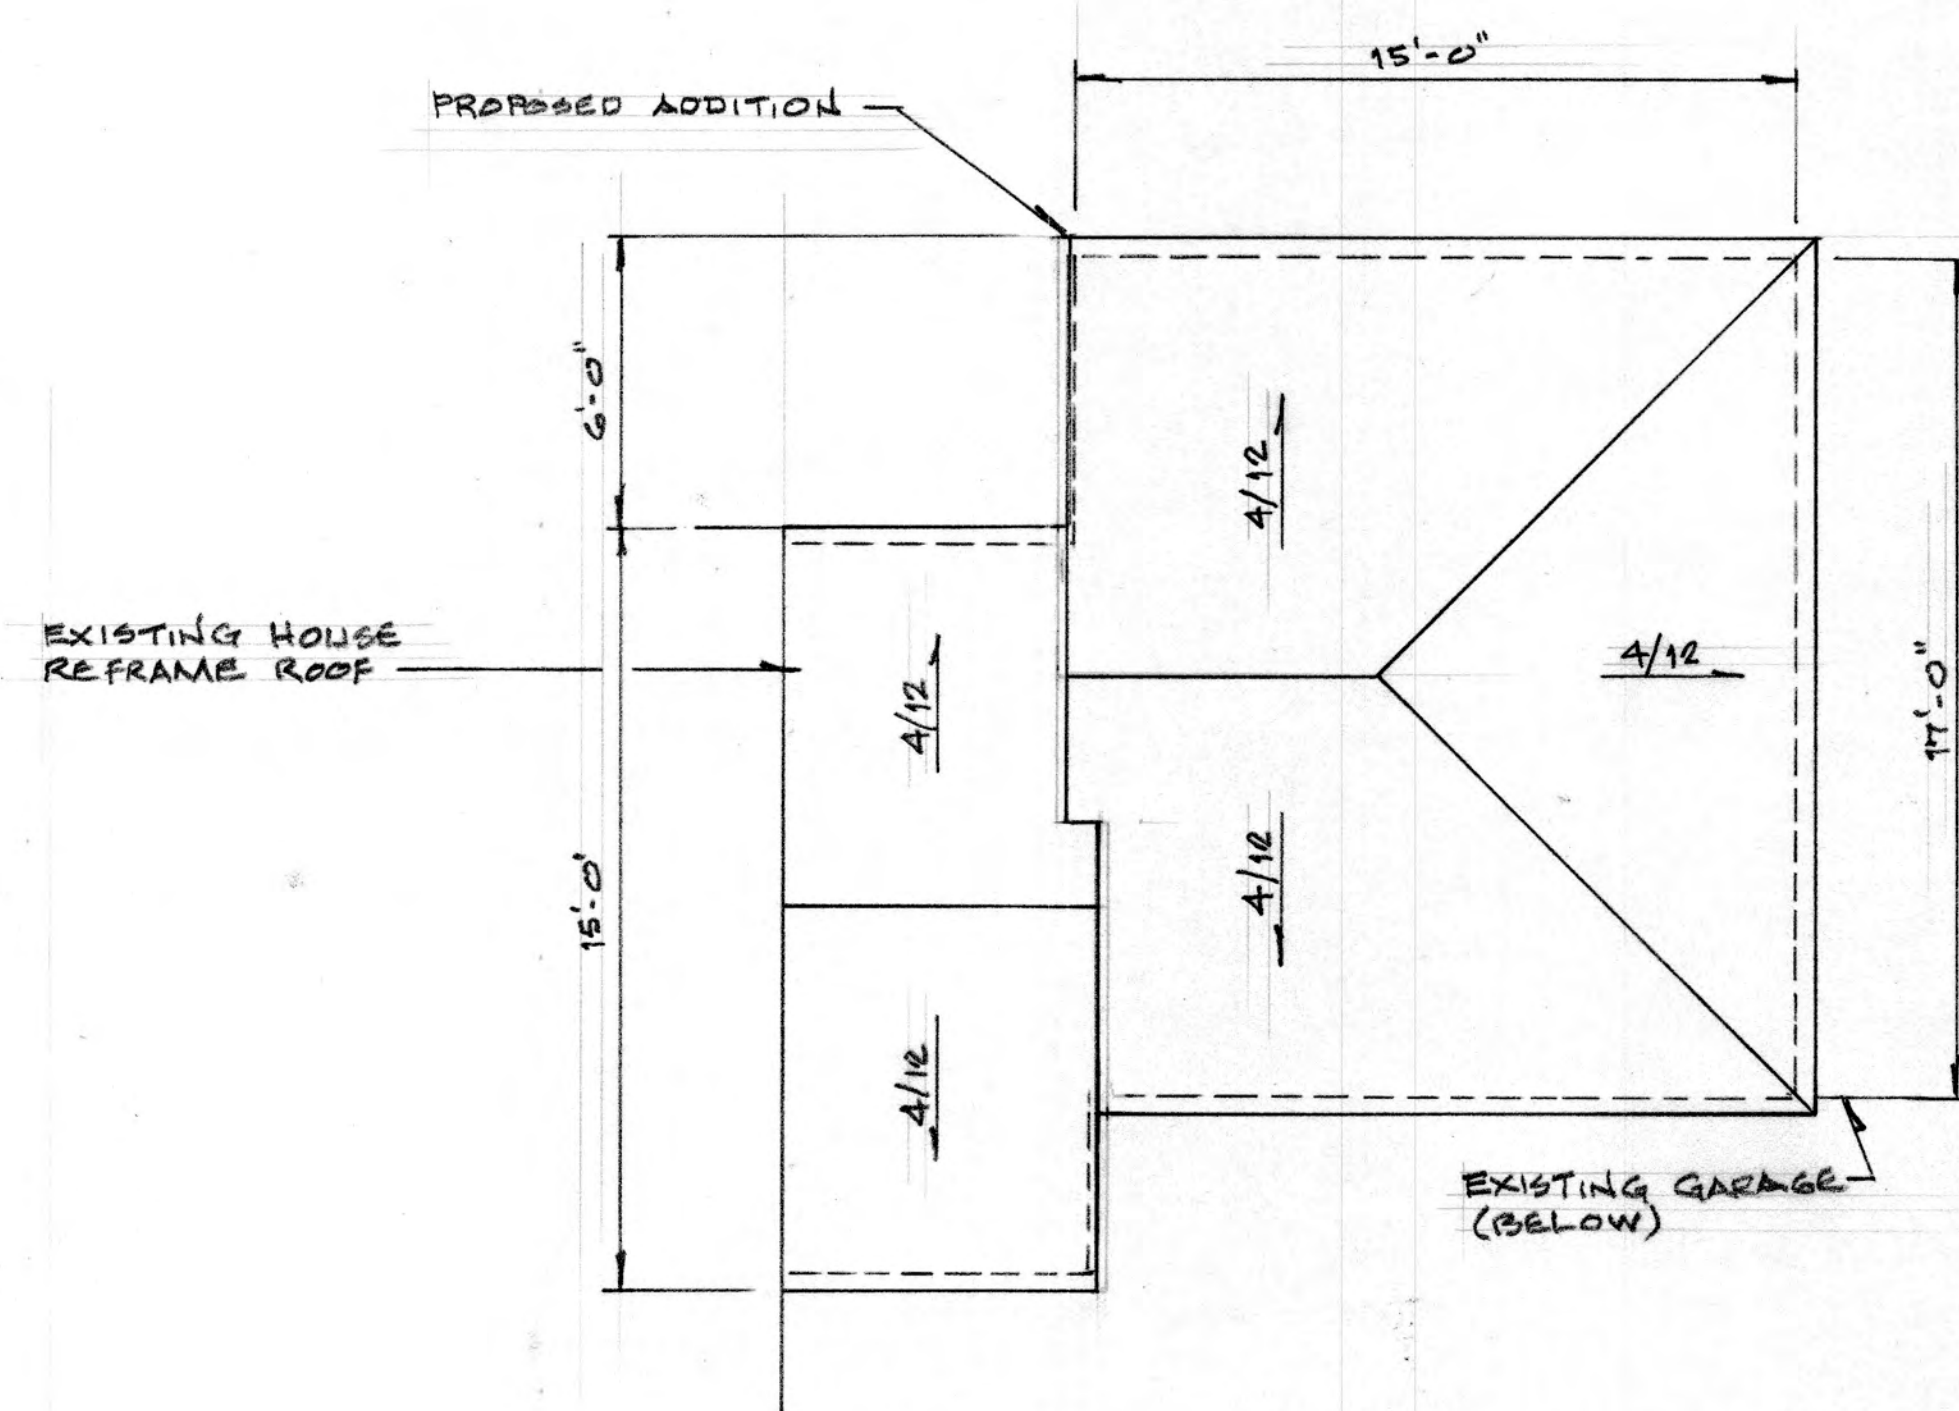 15'-0"
PROPOSED ADDITION
6'-0"
4/12
EXISTING HOUSE
REFRAME ROOF
4/12
4/12
17'-0"
15'-0'
4/12
4/12
EXISTING GARAGE
(BELOW)